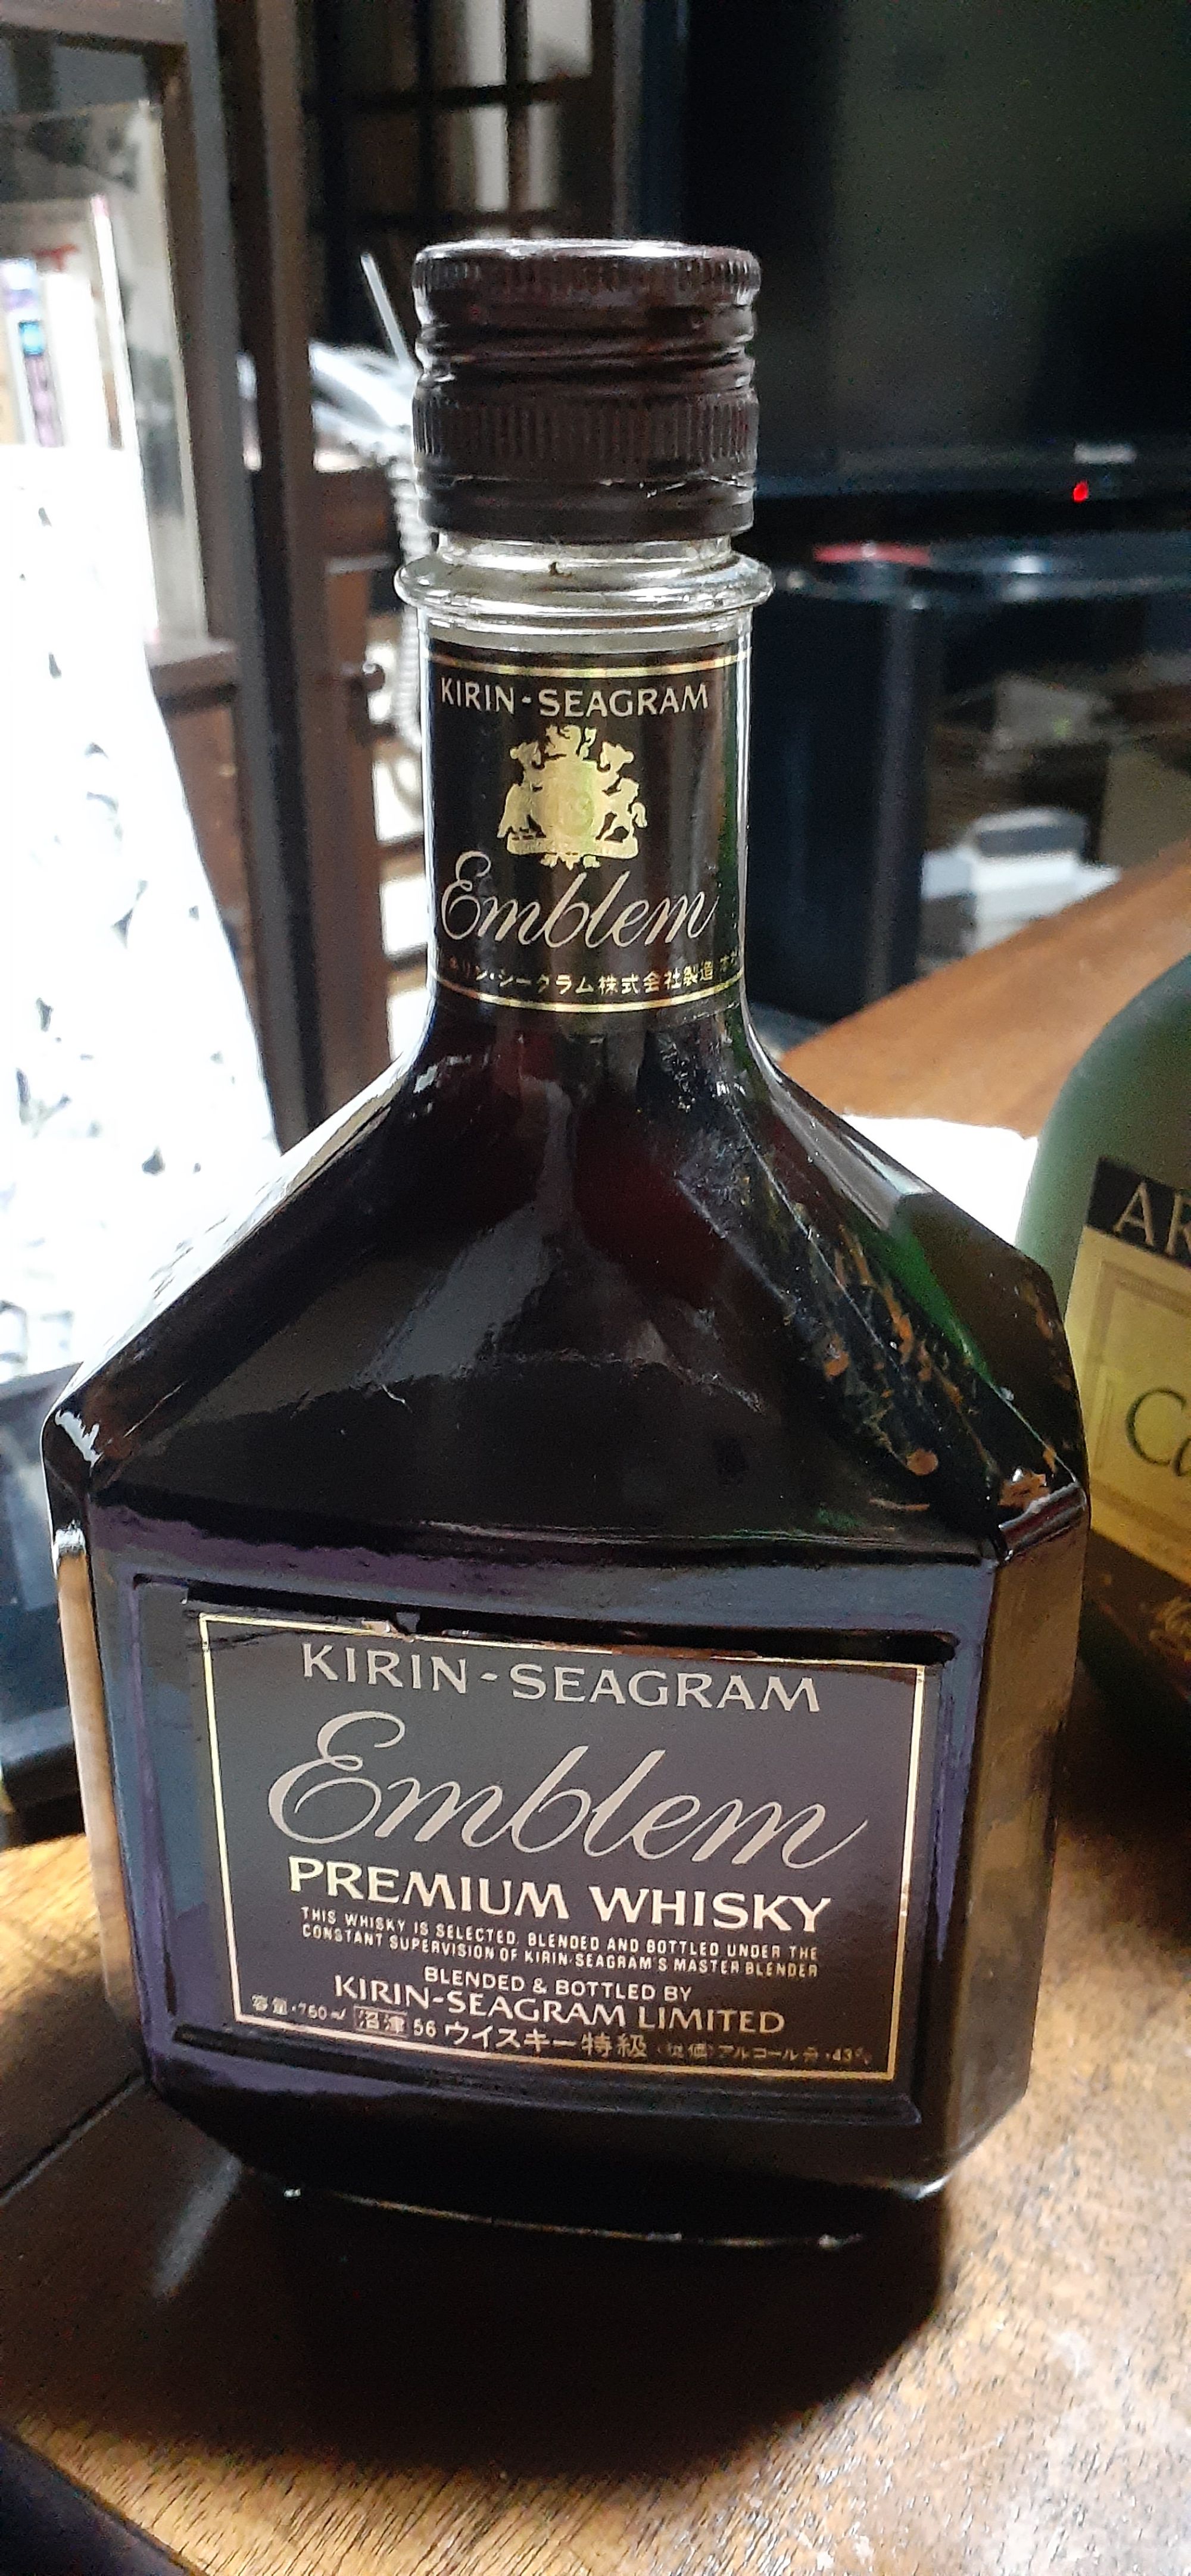 KIRIN-SEAGRAM
Emblem
キリン・シーグラム株式会社製造
KIRIN-SEAGRAM
Emblem
PREMIUM WHISKY
THIS WHISKY IS SELECTED, BLENDED AND BOTTLED UNDER THE
CONSTANT SUPERVISION OF KIRIN-SEAGRAM'S MASTER BLENDER
BLENDED & BOTTLED BY
KIRIN-SEAGRAM LIMITED
容量・760ml 沼津 56 ウイスキー特級 (従価) アルコール分・43%
AR
Ca